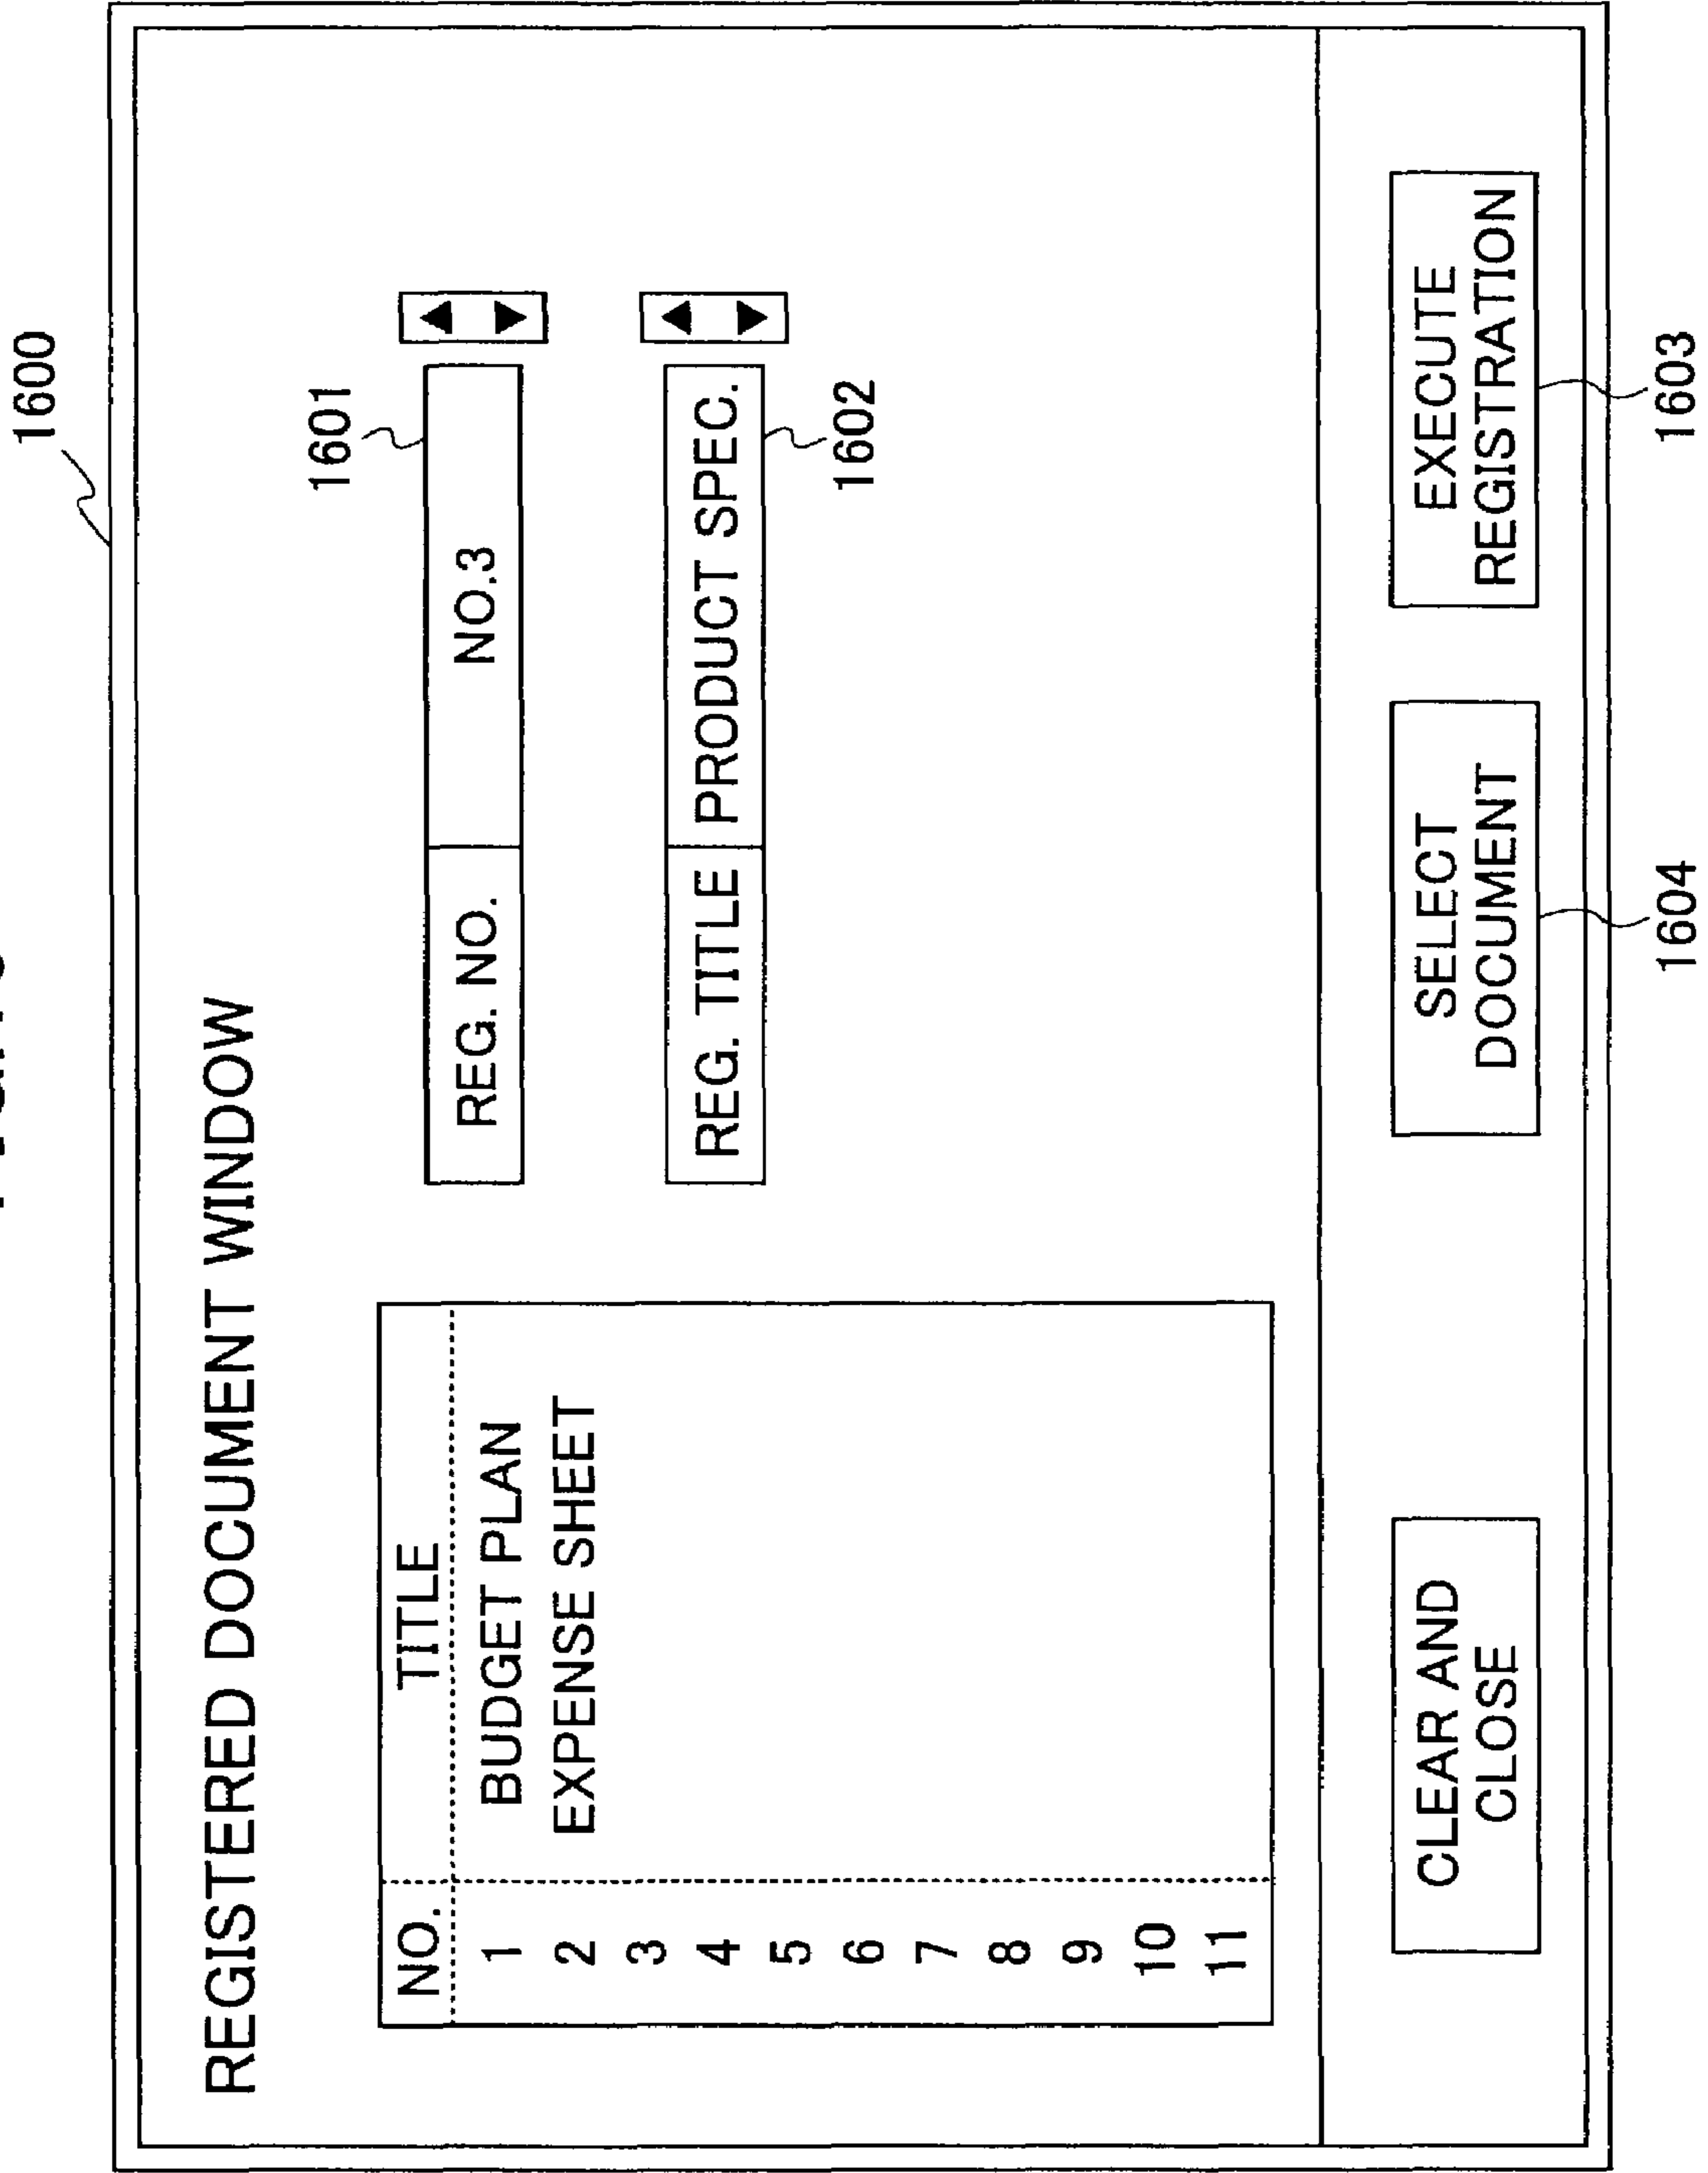 1600
REGISTERED DOCUMENT WINDOW
NO. TITLE
1 BUDGET PLAN
2 EXPENSE SHEET
3
4
5
6
7
8
9
10
11
1601
REG. NO. NO.3
REG. TITLE PRODUCT SPEC.
1602
CLEAR AND
CLOSE
SELECT
DOCUMENT
EXECUTE
REGISTRATION
1604
1603